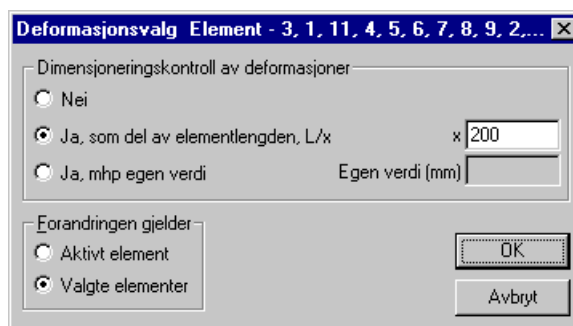 Deformasjonsvalg Element - 3, 1, 11, 4, 5, 6, 7, 8, 9, 2,...
Dimensjoneringskontroll av deformasjoner
Nei
Ja, som del av elementlengden, L/x x 200
Ja, mhp egen verdi Egen verdi (mm)
Forandringen gjelder
Aktivt element
Valgte elementer
OK
Avbryt